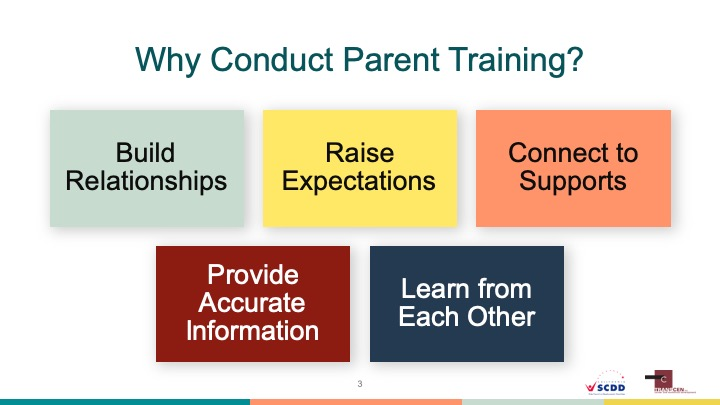 Why Conduct Parent Training?
Build
Relationships
Raise
Expectations
Connect to
Supports
Provide
Accurate
Information
Learn from
Each Other
3
SCDD